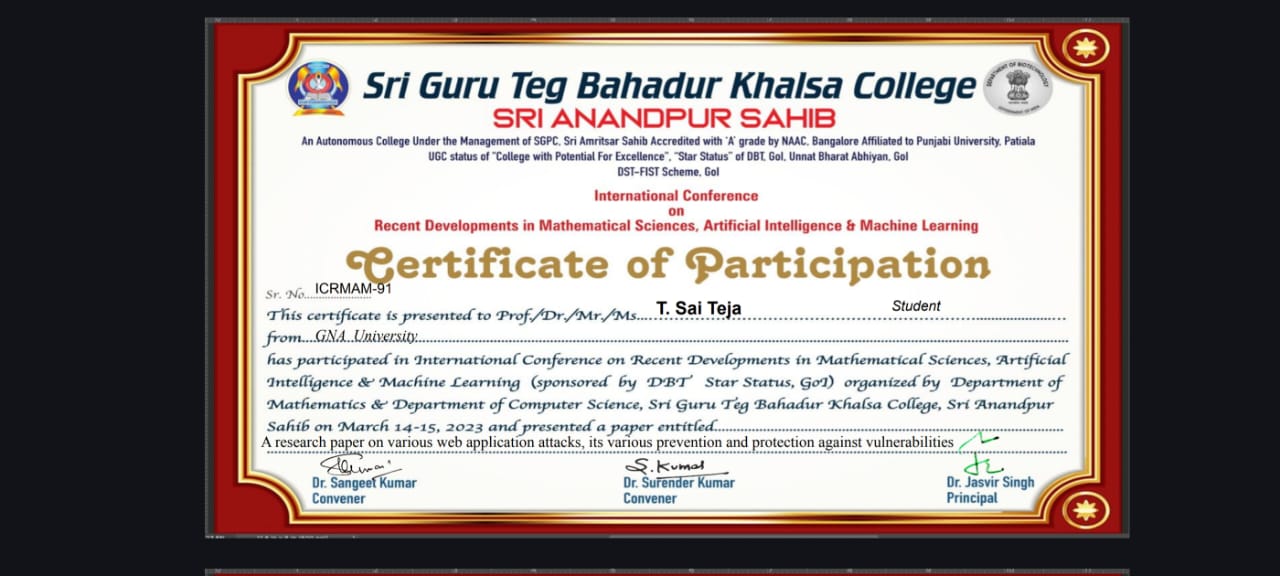 Sri Guru Teg Bahadur Khalsa College
DEPARTMENT OF BIOTECHNOLOGY
SRI ANANDPUR SAHIB
An Autonomous College Under the Management of SGPC, Sri Amritsar Sahib Accredited with 'A' grade by NAAC, Bangalore Affiliated to Punjabi University, Patiala
UGC status of "College with Potential For Excellence", "Star Status" of DBT, GoI, Unnat Bharat Abhiyan, GoI
DST-FIST Scheme, GoI
International Conference
on
Recent Developments in Mathematical Sciences, Artificial Intelligence & Machine Learning
Certificate of Participation
Sr. No. ICRMAM-91
This certificate is presented to Prof./Dr./Mr./Ms.... T. Sai Teja Student
from...GNA University
has participated in International Conference on Recent Developments in Mathematical Sciences, Artificial
Intelligence & Machine Learning (sponsored by DBT Star Status, GoI) organized by Department of
Mathematics & Department of Computer Science, Sri Guru Teg Bahadur Khalsa College, Sri Anandpur
Sahib on March 14-15, 2023 and presented a paper entitled
A research paper on various web application attacks, its various prevention and protection against vulnerabilities
S. Kumar
Dr. Sangeet Kumar Dr. Surender Kumar Dr. Jasvir Singh
Convener Convener Principal